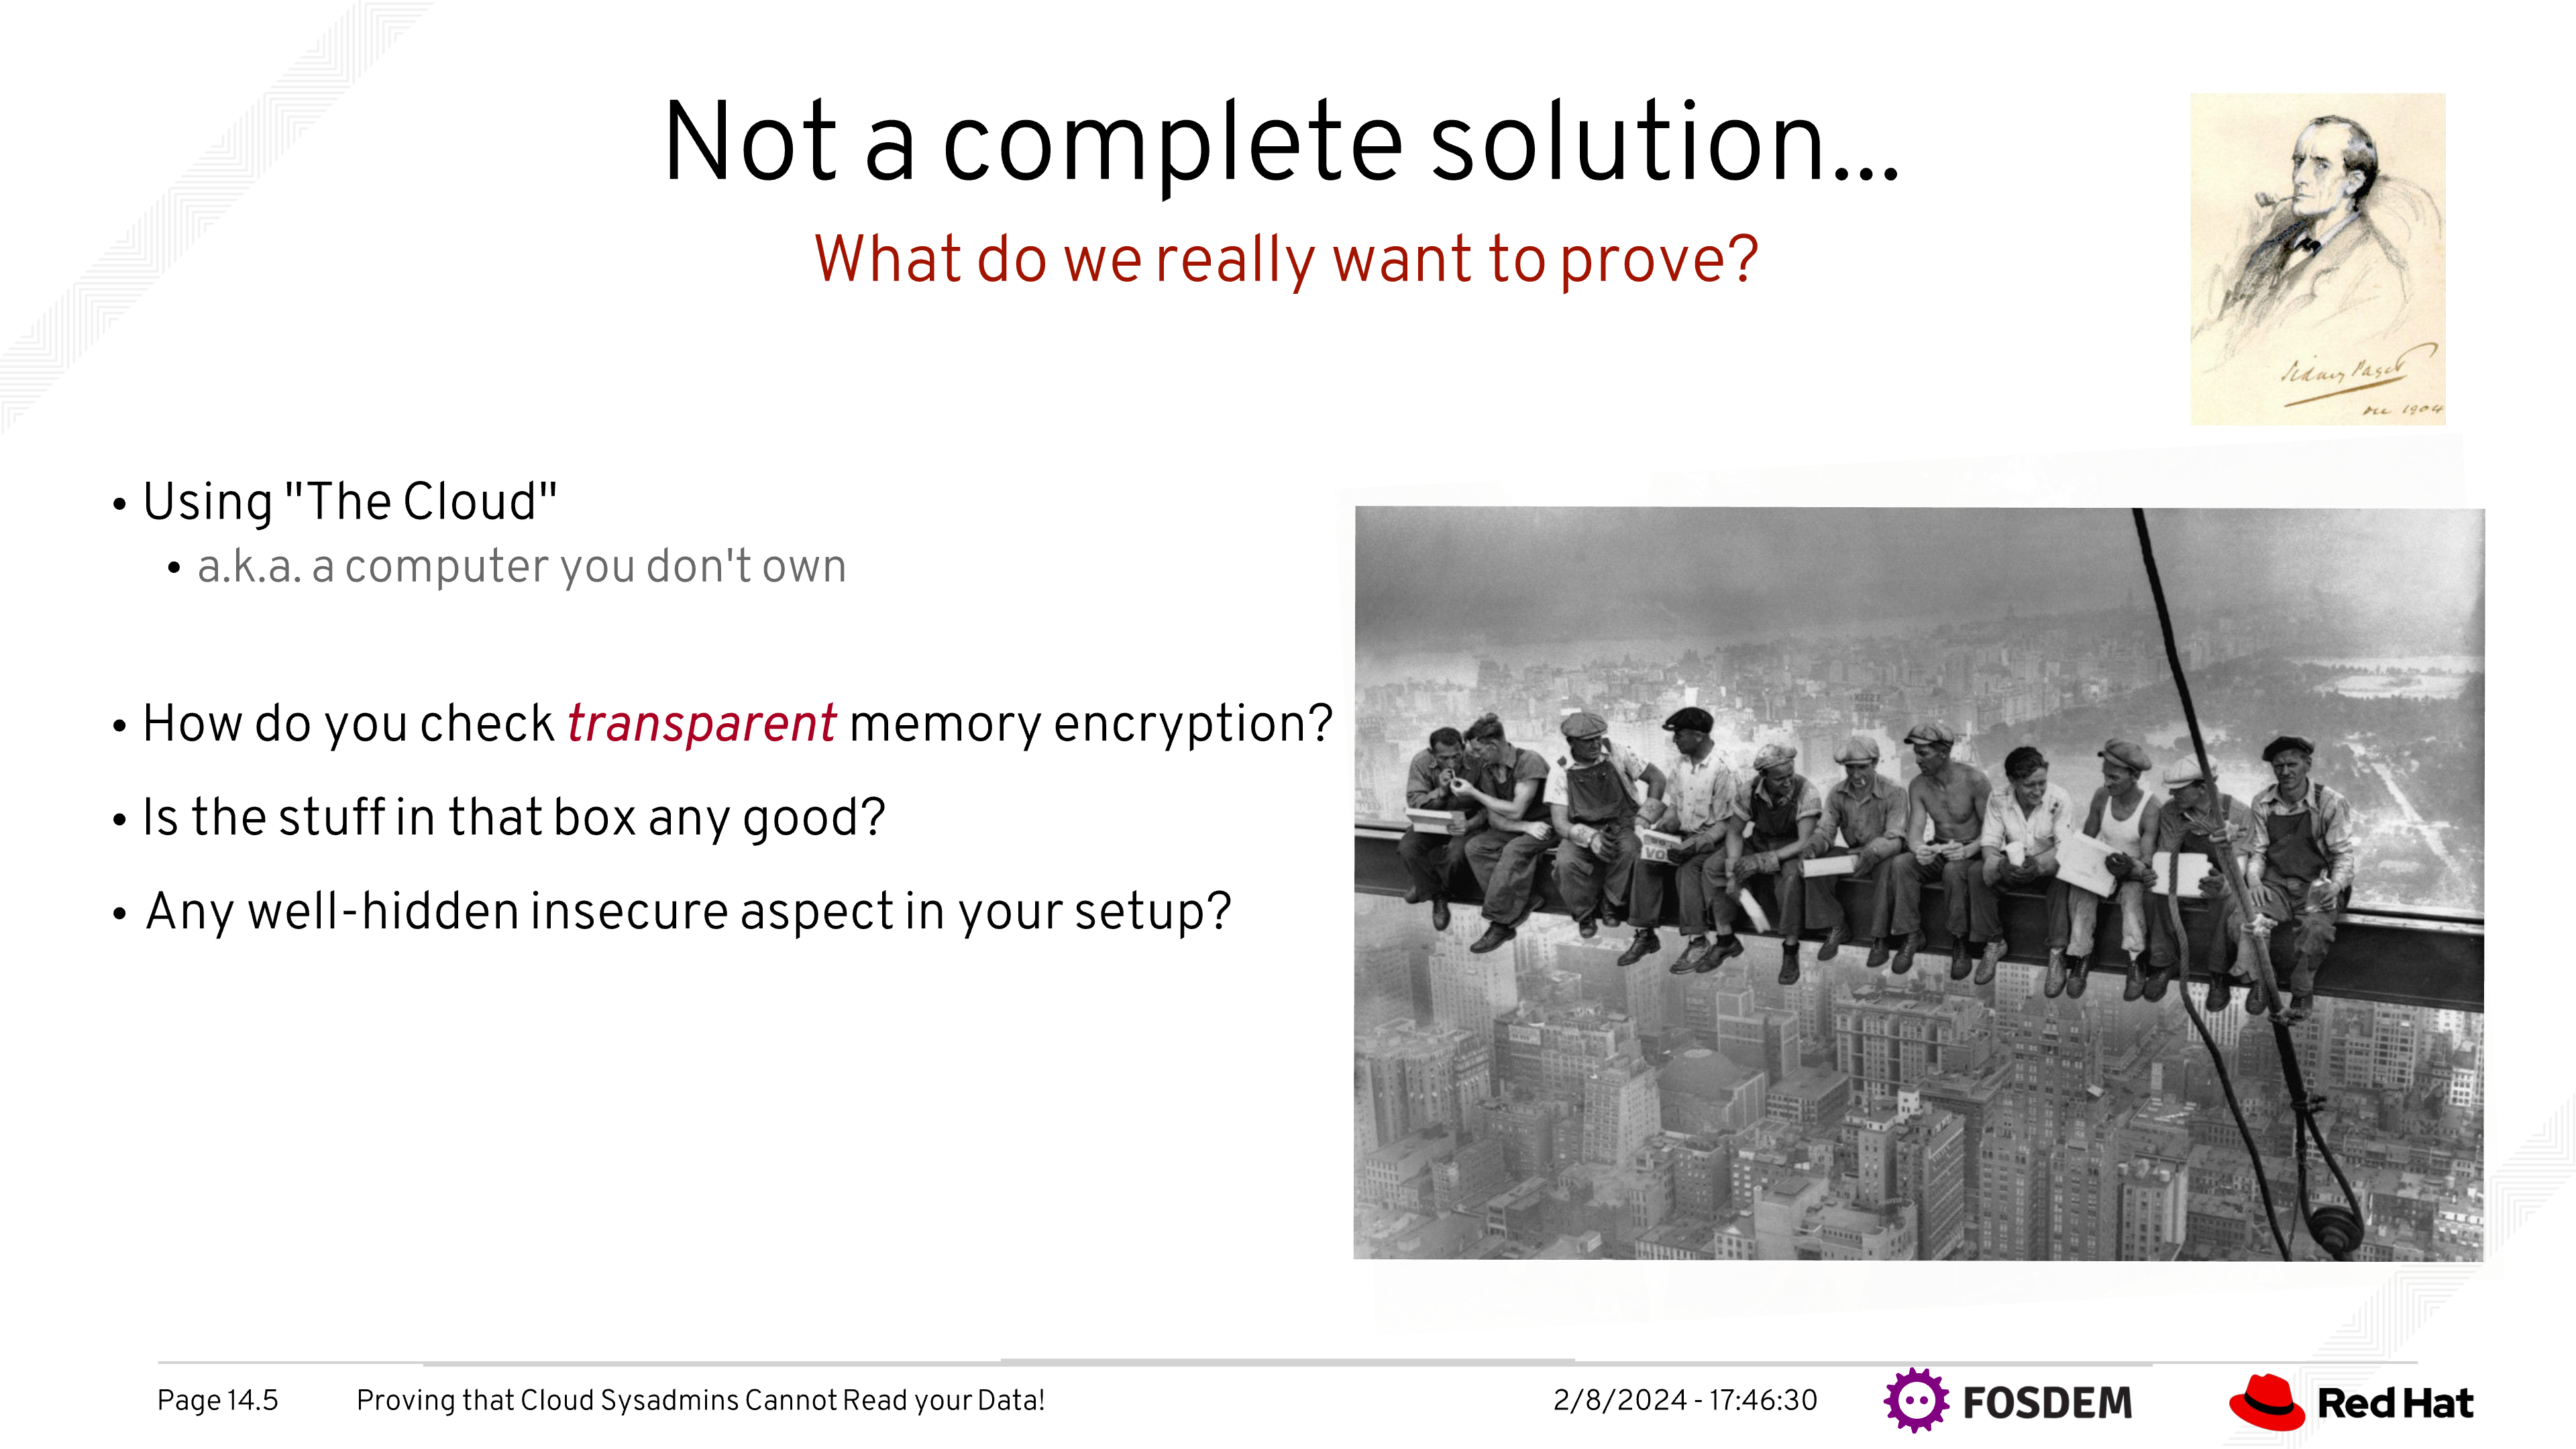 Not a complete solution...
What do we really want to prove?
Sidney Paget
Dec 1904
• Using "The Cloud"
• a.k.a. a computer you don't own
• How do you check transparent memory encryption?
• Is the stuff in that box any good?
• Any well-hidden insecure aspect in your setup?
VO
Page 14.5 Proving that Cloud Sysadmins Cannot Read your Data! 2/8/2024 - 17:46:30 FOSDEM Red Hat